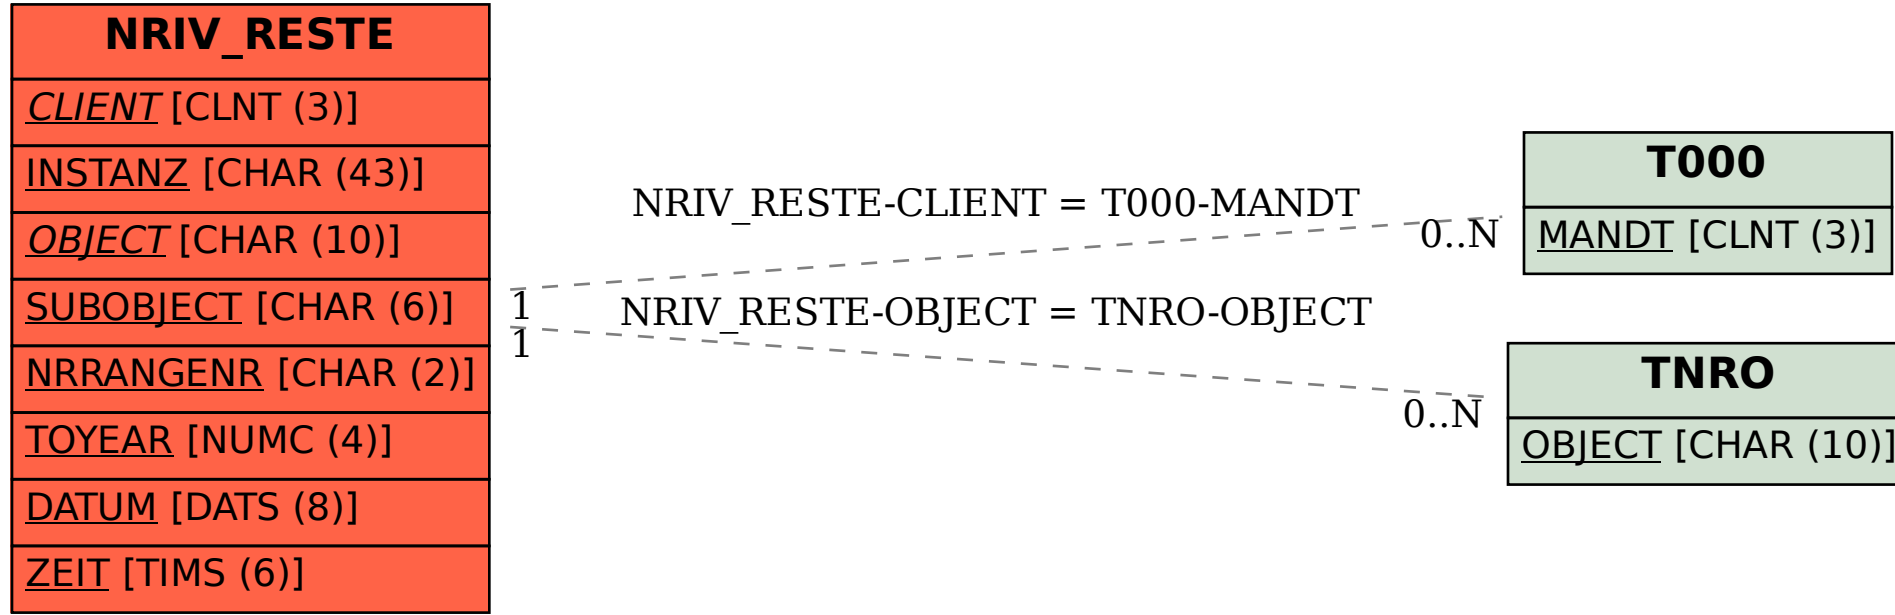 NRIV_RESTE
CLIENT [CLNT (3)]
INSTANZ [CHAR (43)]
OBJECT [CHAR (10)]
SUBOBJECT [CHAR (6)]
NRRANGENR [CHAR (2)]
TOYEAR [NUMC (4)]
DATUM [DATS (8)]
ZEIT [TIMS (6)]
NRIV_RESTE-CLIENT = T000-MANDT
0..N
1
NRIV_RESTE-OBJECT = TNRO-OBJECT
1
0..N
T000
MANDT [CLNT (3)]
TNRO
OBJECT [CHAR (10)]